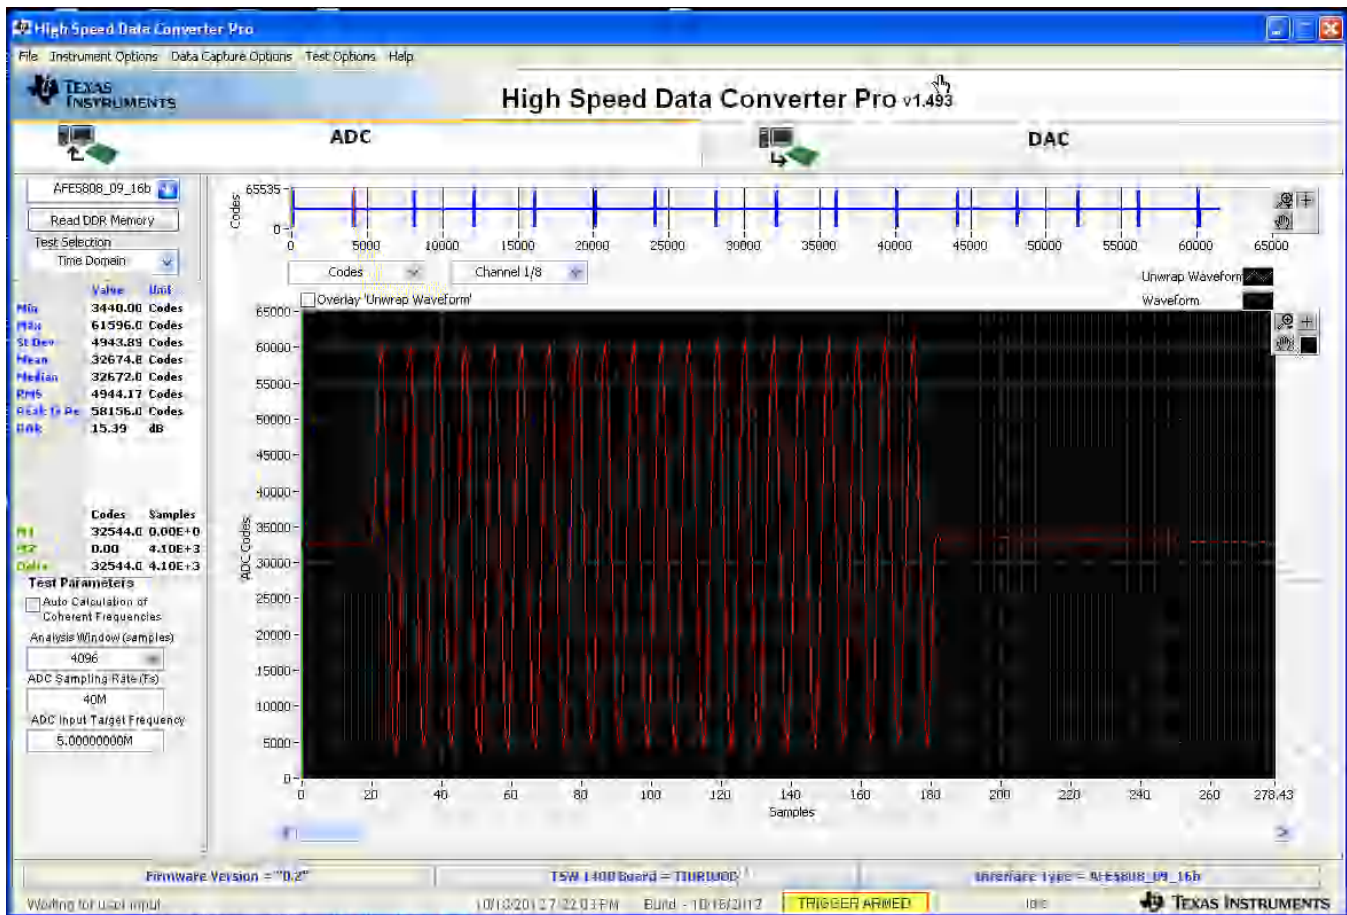 High Speed Data Converter Pro
File Instrument Options Data Capture Options Test Options Help
TEXAS INSTRUMENTS
High Speed Data Converter Pro v1.493
ADC
DAC
AFE5808_09_16b
Read DDR Memory
Test Selection
Time Domain
Value Unit
Min 3440.00 Codes
Max 61596.0 Codes
St Dev 4943.89 Codes
Mean 32674.8 Codes
Median 32672.0 Codes
RMS 4944.17 Codes
58156.0 Codes
15.39 dB
Codes Samples
M1 32544.0 0.00E+0
M2 0.00 4.10E+3
Delta 32544.0 4.10E+3
Test Parameters
Auto Calculation of
Coherent Frequencies
Analysis Window (samples)
4096
ADC Sampling Rate (Fs)
40M
ADC Input Target Frequency
5.00000000M
Codes
65535
0
0 5000 10000 15000 20000 25000 30000 35000 40000 45000 50000 55000 60000 65000
Codes
Channel 1/8
Unwrap Waveform
Overlay 'Unwrap Waveform'
Waveform
ADC Codes
65000
60000
55000
50000
45000
40000
35000
30000
25000
20000
15000
10000
5000
0
0 20 40 60 80 100 120 140 160 180 200 220 240 260 278.43
Samples
Firmware Version = "0.2"
TSW1400 Board =
Interface Type = AFE5808_09_16b
Waiting for user input
Build - 10/16/2012
TRIGGER ARMED
Idle
TEXAS INSTRUMENTS